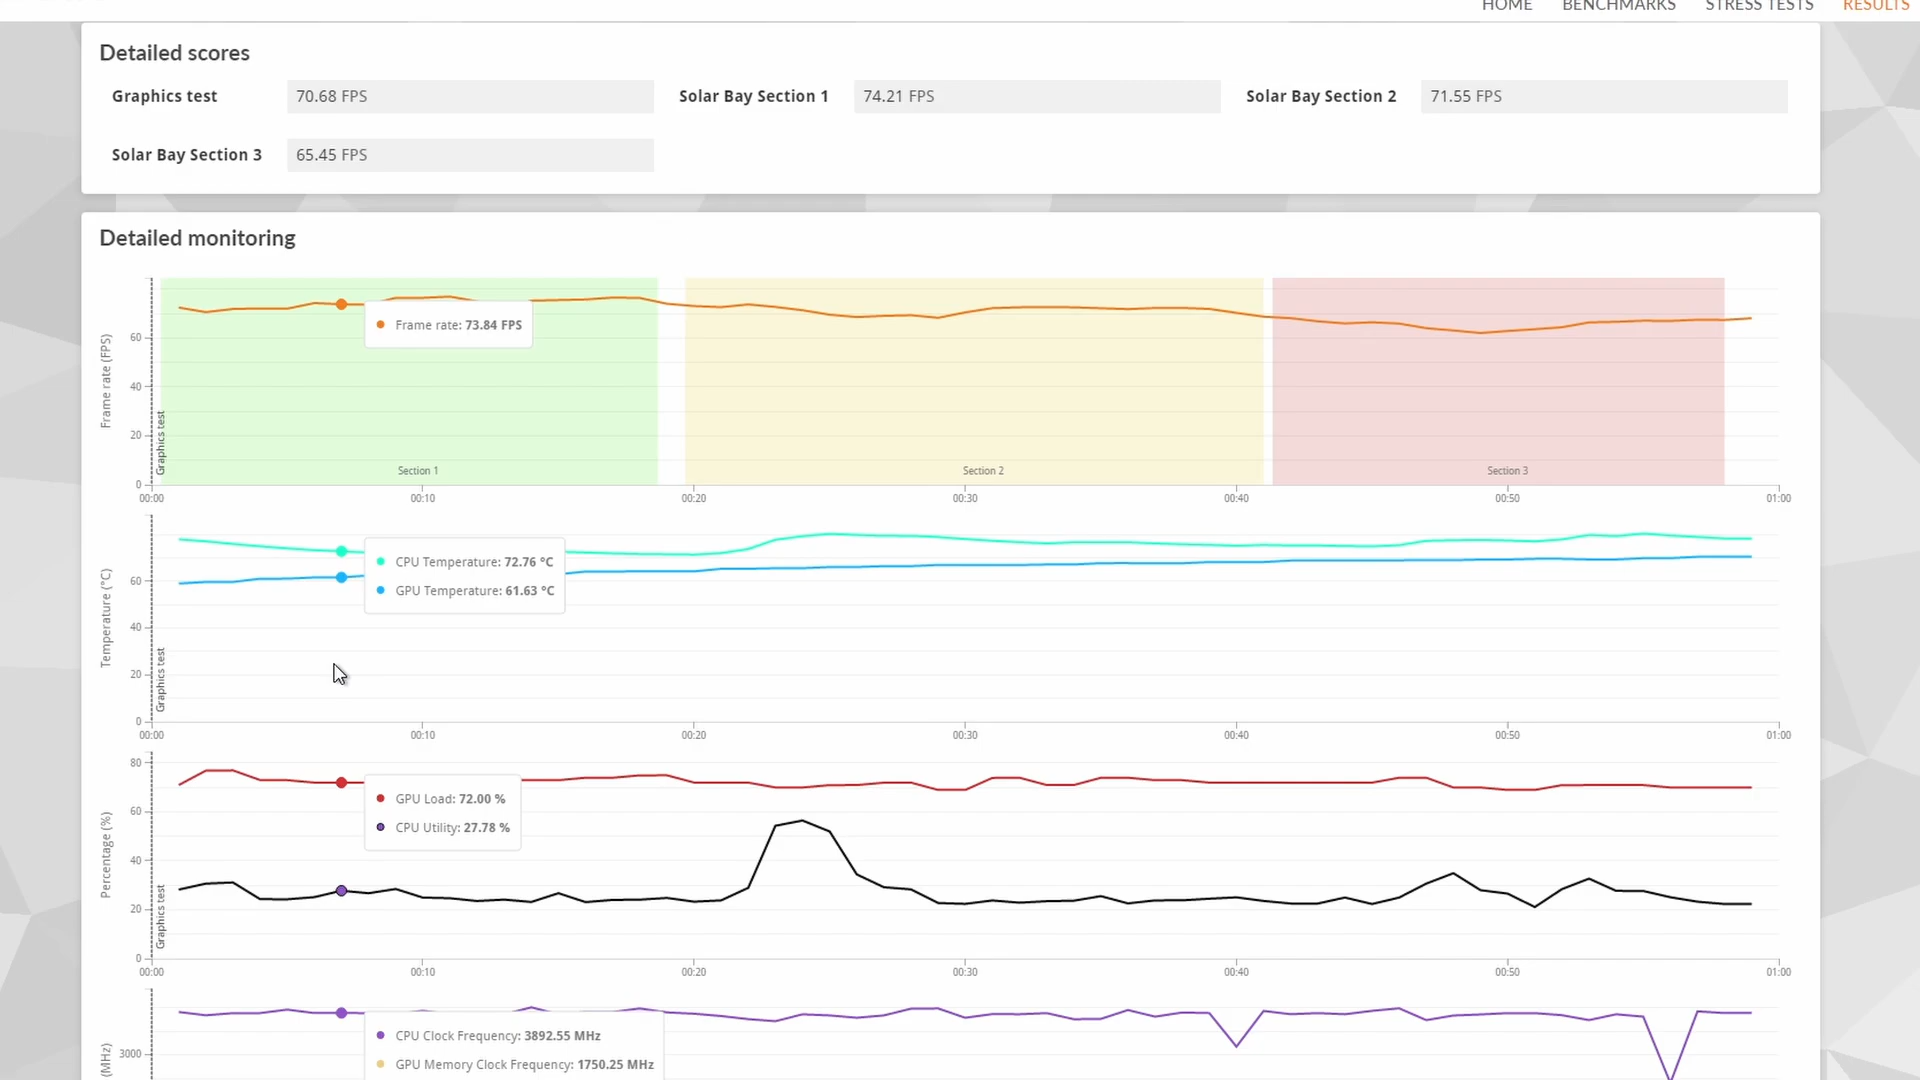 HOME BENCHMARKS STRESS TESTS RESULTS
Detailed scores
Graphics test 70.68 FPS Solar Bay Section 1 74.21 FPS Solar Bay Section 2 71.55 FPS
Solar Bay Section 3 65.45 FPS
Detailed monitoring
Frame rate (FPS)
60
40
20
0
Graphics test
Frame rate: 73.84 FPS
Section 1 Section 2 Section 3
00:00 00:10 00:20 00:30 00:40 00:50 01:00
Temperature (°C)
60
40
20
0
Graphics test
CPU Temperature: 72.76 °C
GPU Temperature: 61.63 °C
00:00 00:10 00:20 00:30 00:40 00:50 01:00
Percentage (%)
80
60
40
20
0
Graphics test
GPU Load: 72.00 %
CPU Utility: 27.78 %
00:00 00:10 00:20 00:30 00:40 00:50 01:00
(MHz)
3000
CPU Clock Frequency: 3892.55 MHz
GPU Memory Clock Frequency: 1750.25 MHz